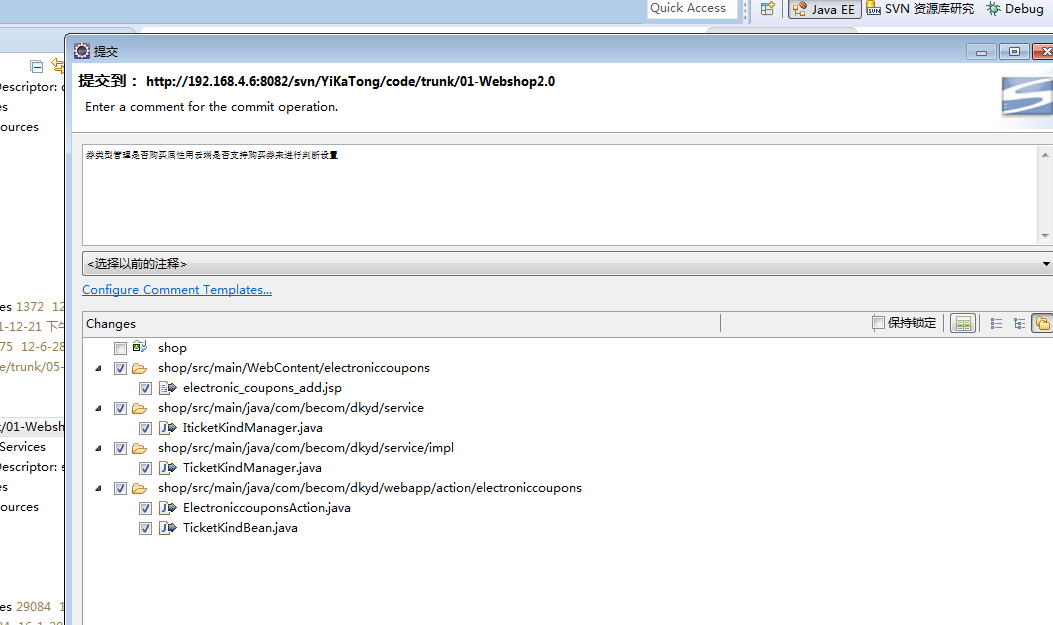 Quick Access
Java EE
SVN 资源库研究
Debug
提交
提交到： http://192.168.4.6:8082/svn/YiKaTong/code/trunk/01-Webshop2.0
Enter a comment for the commit operation.
券类型管理是否购买属性用云端是否支持购买券来进行判断设置
<选择以前的注释>
Configure Comment Templates...
Changes
保持锁定
shop
shop/src/main/WebContent/electroniccoupons
electronic_coupons_add.jsp
shop/src/main/java/com/becom/dkyd/service
IticketKindManager.java
shop/src/main/java/com/becom/dkyd/service/impl
TicketKindManager.java
shop/src/main/java/com/becom/dkyd/webapp/action/electroniccoupons
ElectroniccouponsAction.java
TicketKindBean.java
Descriptor:
es
ources
es 1372 12
1-12-21 下午
75 12-6-28
e/trunk/05-
/01-Websh
Services
Descriptor: s
es
ources
es 29084 1